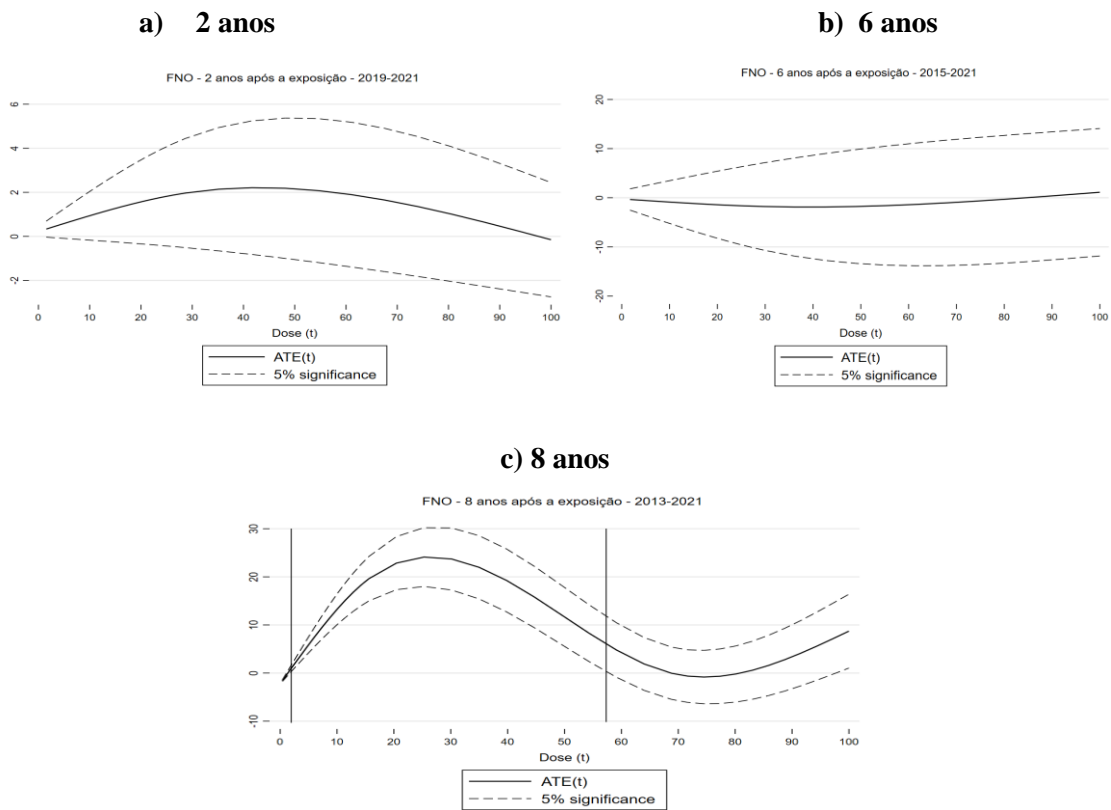 a) 2 anos
FNO - 2 anos após a exposição - 2019-2021
6
4
2
0
-2
0 10 20 30 40 50 60 70 80 90 100
Dose (t)
ATE(t)
5% significance
b) 6 anos
FNO - 6 anos após a exposição - 2015-2021
20
10
0
-10
-20
0 10 20 30 40 50 60 70 80 90 100
Dose (t)
ATE(t)
5% significance
c) 8 anos
FNO - 8 anos após a exposição - 2013-2021
30
20
10
0
-10
0 10 20 30 40 50 60 70 80 90 100
Dose (t)
ATE(t)
5% significance